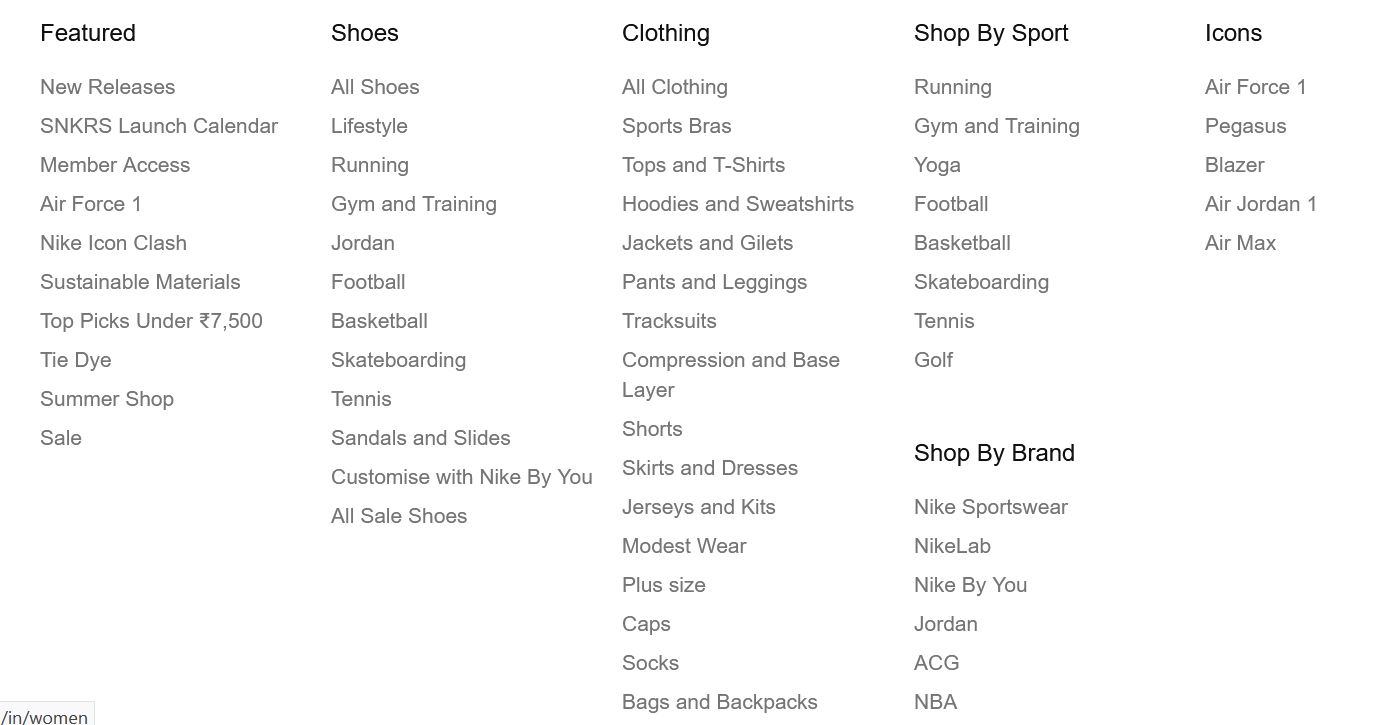 Featured
New Releases
SNKRS Launch Calendar
Member Access
Air Force 1
Nike Icon Clash
Sustainable Materials
Top Picks Under ₹7,500
Tie Dye
Summer Shop
Sale
Shoes
All Shoes
Lifestyle
Running
Gym and Training
Jordan
Football
Basketball
Skateboarding
Tennis
Sandals and Slides
Customise with Nike By You
All Sale Shoes
Clothing
All Clothing
Sports Bras
Tops and T-Shirts
Hoodies and Sweatshirts
Jackets and Gilets
Pants and Leggings
Tracksuits
Compression and Base
Layer
Shorts
Skirts and Dresses
Jerseys and Kits
Modest Wear
Plus size
Caps
Socks
Bags and Backpacks
Shop By Sport
Running
Gym and Training
Yoga
Football
Basketball
Skateboarding
Tennis
Golf
Shop By Brand
Nike Sportswear
NikeLab
Nike By You
Jordan
ACG
NBA
Icons
Air Force 1
Pegasus
Blazer
Air Jordan 1
Air Max
/in/women